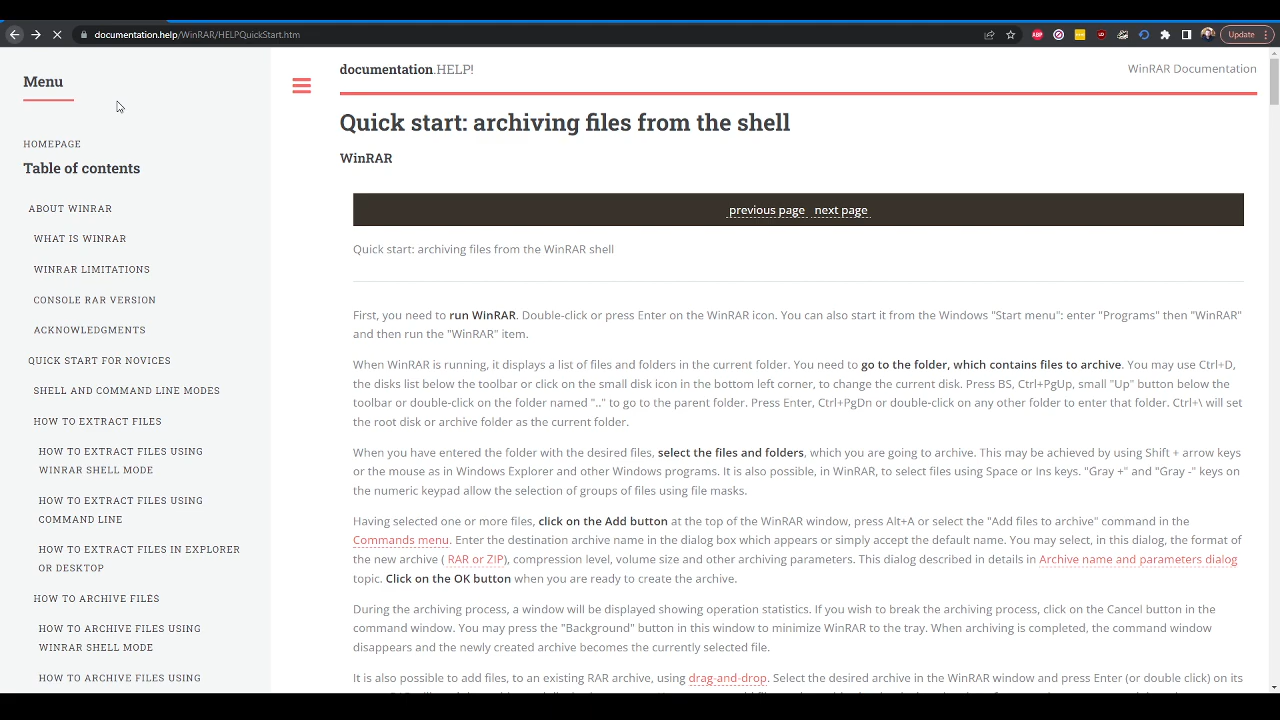 documentation.help/WinRAR/HELPQuickStart.htm
Update
Menu
HOMEPAGE
Table of contents
ABOUT WINRAR
WHAT IS WINRAR
WINRAR LIMITATIONS
CONSOLE RAR VERSION
ACKNOWLEDGMENTS
QUICK START FOR NOVICES
SHELL AND COMMAND LINE MODES
HOW TO EXTRACT FILES
HOW TO EXTRACT FILES USING
WINRAR SHELL MODE
HOW TO EXTRACT FILES USING
COMMAND LINE
HOW TO EXTRACT FILES IN EXPLORER
OR DESKTOP
HOW TO ARCHIVE FILES
HOW TO ARCHIVE FILES USING
WINRAR SHELL MODE
HOW TO ARCHIVE FILES USING
documentation.HELP!
WinRAR Documentation
Quick start: archiving files from the shell
WinRAR
previous page next page
Quick start: archiving files from the WinRAR shell
First, you need to run WinRAR. Double-click or press Enter on the WinRAR icon. You can also start it from the Windows "Start menu": enter "Programs" then "WinRAR"
and then run the "WinRAR" item.
When WinRAR is running, it displays a list of files and folders in the current folder. You need to go to the folder, which contains files to archive. You may use Ctrl+D,
the disks list below the toolbar or click on the small disk icon in the bottom left corner, to change the current disk. Press BS, Ctrl+PgUp, small "Up" button below the
toolbar or double-click on the folder named ".." to go to the parent folder. Press Enter, Ctrl+PgDn or double-click on any other folder to enter that folder. Ctrl+\ will set
the root disk or archive folder as the current folder.
When you have entered the folder with the desired files, select the files and folders, which you are going to archive. This may be achieved by using Shift + arrow keys
or the mouse as in Windows Explorer and other Windows programs. It is also possible, in WinRAR, to select files using Space or Ins keys. "Gray +" and "Gray -" keys on
the numeric keypad allow the selection of groups of files using file masks.
Having selected one or more files, click on the Add button at the top of the WinRAR window, press Alt+A or select the "Add files to archive" command in the
Commands menu. Enter the destination archive name in the dialog box which appears or simply accept the default name. You may select, in this dialog, the format of
the new archive ( RAR or ZIP), compression level, volume size and other archiving parameters. This dialog described in details in Archive name and parameters dialog
topic. Click on the OK button when you are ready to create the archive.
During the archiving process, a window will be displayed showing operation statistics. If you wish to break the archiving process, click on the Cancel button in the
command window. You may press the "Background" button in this window to minimize WinRAR to the tray. When archiving is completed, the command window
disappears and the newly created archive becomes the currently selected file.
It is also possible to add files, to an existing RAR archive, using drag-and-drop. Select the desired archive in the WinRAR window and press Enter (or double click) on its